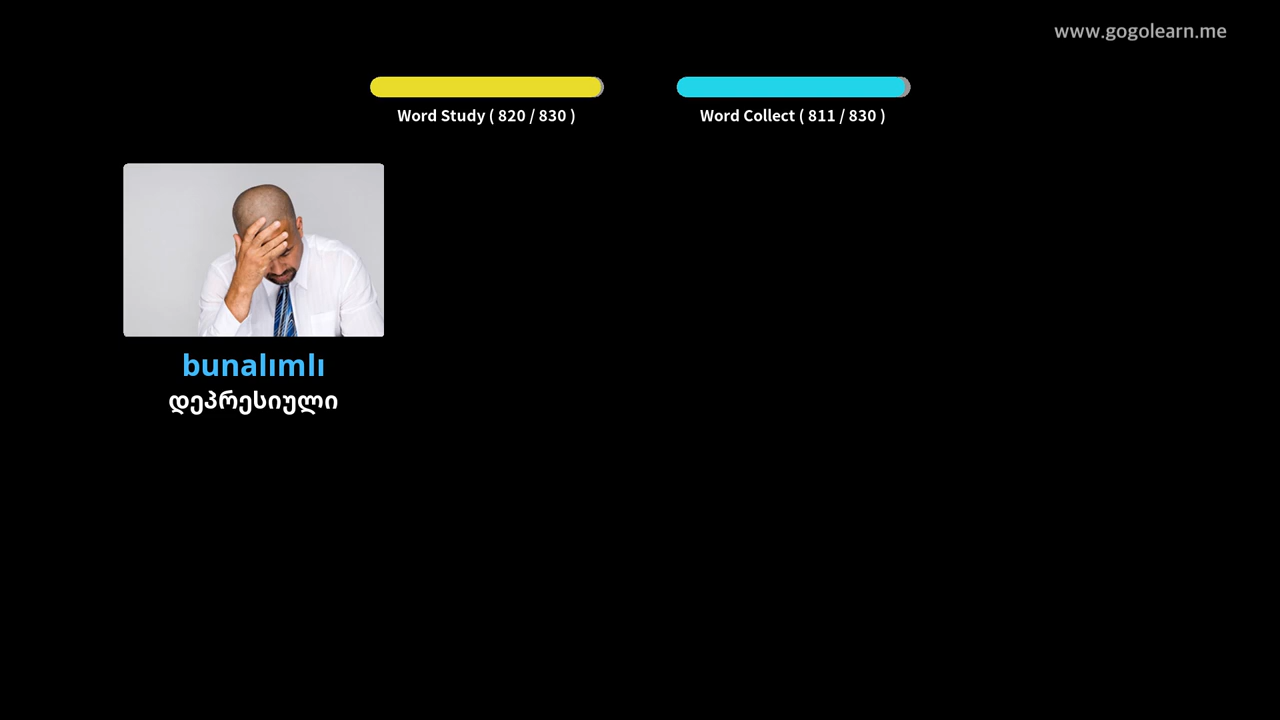 www.gogolearn.me
Word Study ( 820 / 830 )
Word Collect ( 811 / 830 )
bunalımlı
დეპრესიული